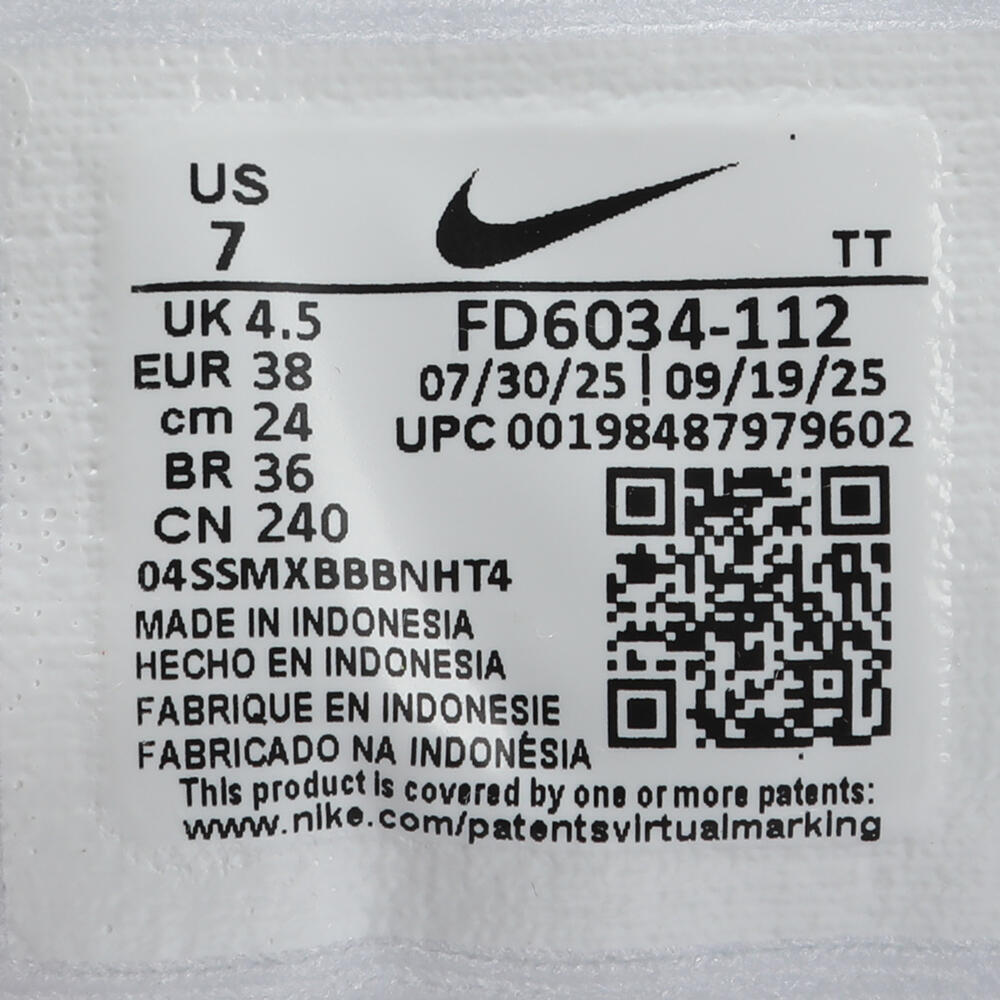 US
7
TT
UK 4.5
EUR 38
cm 24
BR 36
CN 240
FD6034-112
07/30/25 | 09/19/25
UPC 00198487979602
04SSMXBBBNHT4
MADE IN INDONESIA
HECHO EN INDONESIA
FABRIQUE EN INDONESIE
FABRICADO NA INDONÉSIA
This product is covered by one or more patents:
www.nike.com/patentsvirtualmarking